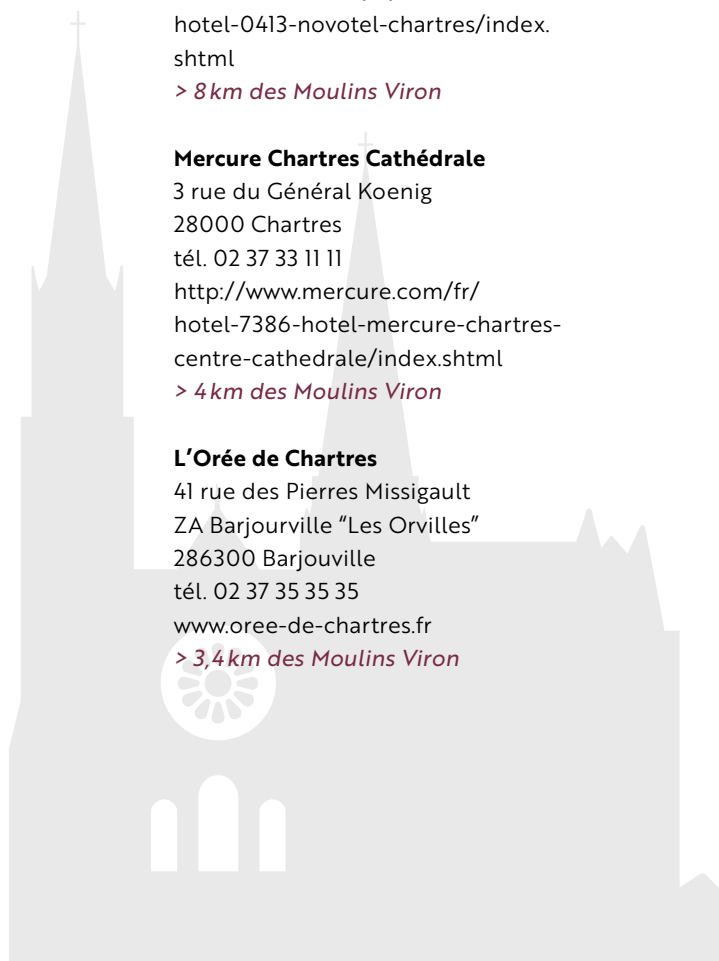 hotel-0413-novotel-chartres/index.
shtml
> 8 km des Moulins Viron
Mercure Chartres Cathédrale
3 rue du Général Koenig
28000 Chartres
tél. 02 37 33 11 11
http://www.mercure.com/fr/
hotel-7386-hotel-mercure-chartres-
centre-cathedrale/index.shtml
> 4 km des Moulins Viron
L’Orée de Chartres
41 rue des Pierres Missigault
ZA Barjourville “Les Orvilles”
286300 Barjouville
tél. 02 37 35 35 35
www.oree-de-chartres.fr
> 3,4 km des Moulins Viron